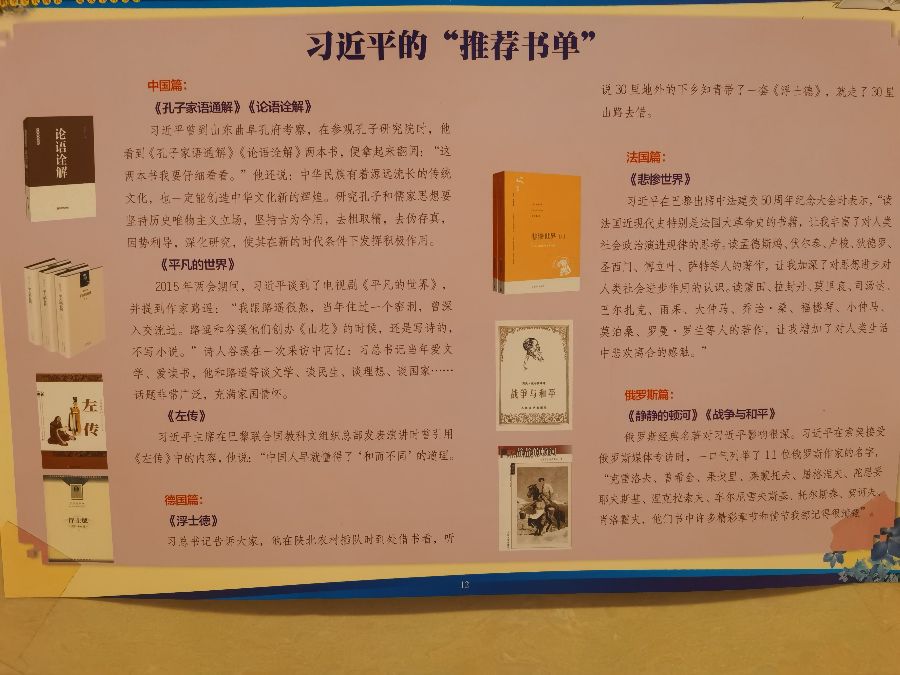 习近平的“推荐书单”
中国篇：
《孔子家语通解》《论语诠解》
习近平曾到山东曲阜孔府考察，在参观孔子研究院时，他
看到《孔子家语通解》《论语诠解》两本书，便拿起来翻阅：“这
两本书我要仔细看看。”他还说：中华民族有着源远流长的传统
文化，也一定能创造中华文化新的辉煌。研究孔子和儒家思想要
坚持历史唯物主义立场，坚持古为今用，去粗取精，去伪存真，
因势利导，深化研究，使其在新的时代条件下发挥积极作用。
《平凡的世界》
2015年两会期间，习近平谈到了电视剧《平凡的世界》，
并提到作家路遥：“我跟路遥很熟，当年住过一个窑洞，曾深
入交流过。路遥和谷溪他们创办《山花》的时候，还是写诗的，
不写小说。”诗人谷溪在一次采访中回忆：习总书记当年爱文
学、爱读书，他和路遥等谈文学、谈民生、谈理想、谈国家……
话题非常广泛，充满家国情怀。
《左传》
习近平主席在巴黎联合国教科文组织总部发表演讲时曾引用
《左传》中的内容，他说：“中国人早就懂得了‘和而不同’的道理。
德国篇：
《浮士德》
习总书记告诉大家，他在陕北农村插队时到处借书看，听
说30里地外的下乡知青带了一套《浮士德》，就走了30里
山路去借。
法国篇：
《悲惨世界》
习近平在巴黎出席中法建交50周年纪念大会时表示，“读
法国近现代史特别是法国大革命史的书籍，让我丰富了对人类
社会政治演进规律的思考。读孟德斯鸠、伏尔泰、卢梭、狄德罗、
圣西门、傅立叶、萨特等人的著作，让我加深了对思想进步对
人类社会进步作用的认识。读蒙田、拉封丹、莫里哀、司汤达、
巴尔扎克、雨果、大仲马、乔治·桑、福楼拜、小仲马、
莫泊桑、罗曼·罗兰等人的著作，让我增加了对人类生活
中悲欢离合的感触。”
俄罗斯篇：
《静静的顿河》《战争与和平》
俄罗斯经典名著对习近平影响很深。习近平在索契接受
俄罗斯媒体专访时，一口气列举了11位俄罗斯作家的名字，
“克雷洛夫、普希金、果戈里、莱蒙托夫、屠格涅夫、陀思妥
耶夫斯基、涅克拉索夫、车尔尼雪夫斯基、托尔斯泰、契诃夫、
肖洛霍夫，他们书中许多精彩章节和情节我都记得很清楚”。
论语诠解
左传
浮士德
悲惨世界
战争与和平
12